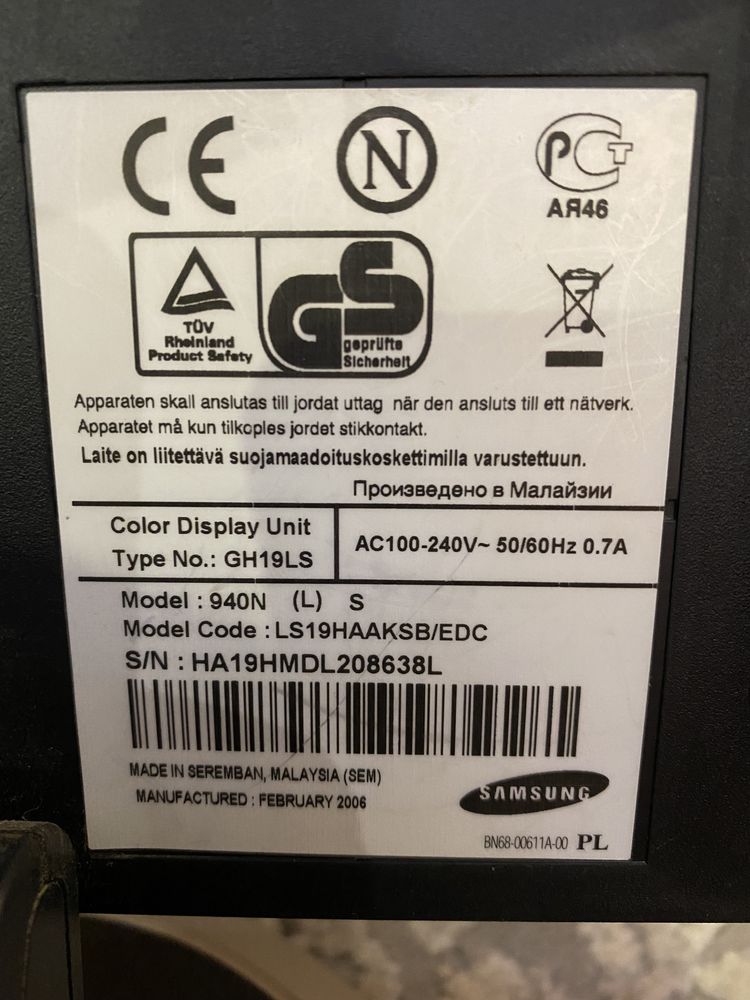 CE
N
РСТ
АЯ46
TÜV
Rheinland
Product Safety
GS
geprüfte
Sicherheit
Apparaten skall anslutas till jordat uttag när den ansluts till ett nätverk.
Apparatet må kun tilkoples jordet stikkontakt.
Laite on liitettävä suojamaadoituskoskettimilla varustettuun.
Произведено в Малайзии
Color Display Unit
Type No.: GH19LS
AC100-240V~ 50/60Hz 0.7A
Model : 940N (L) S
Model Code : LS19HAAKSB/EDC
S/N : HA19HMDL208638L
MADE IN SEREMBAN, MALAYSIA (SEM)
MANUFACTURED : FEBRUARY 2006
SAMSUNG
BN68-00611A-00 PL